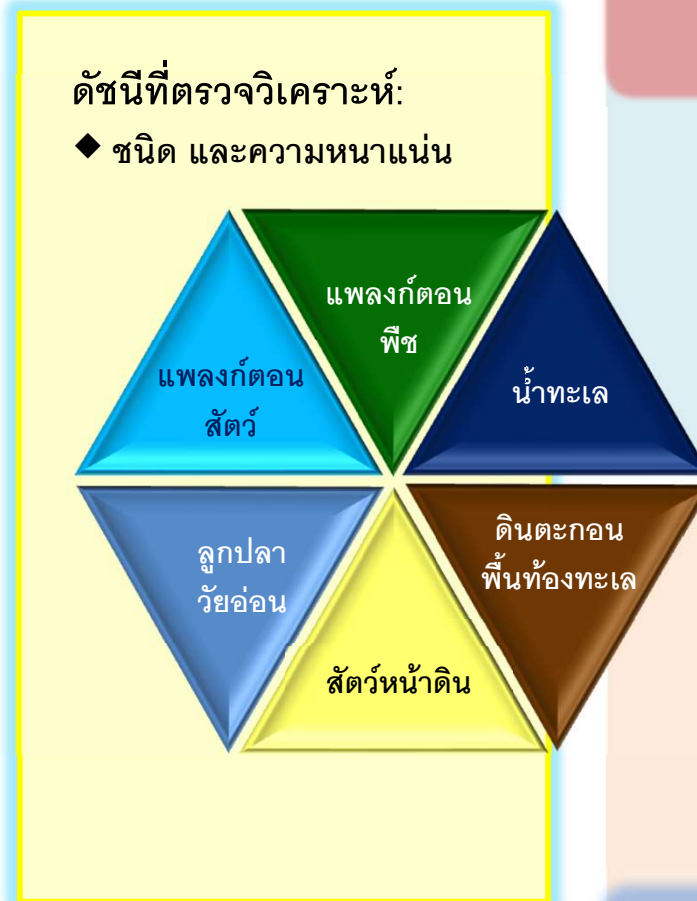 ดัชนีที่ตรวจวิเคราะห์:
◆ ชนิด และความหนาแน่น
แพลงก์ตอน
พืช
แพลงก์ตอน
สัตว์
น้ำทะเล
ลูกปลา
วัยอ่อน
ดินตะกอน
พื้นท้องทะเล
สัตว์หน้าดิน